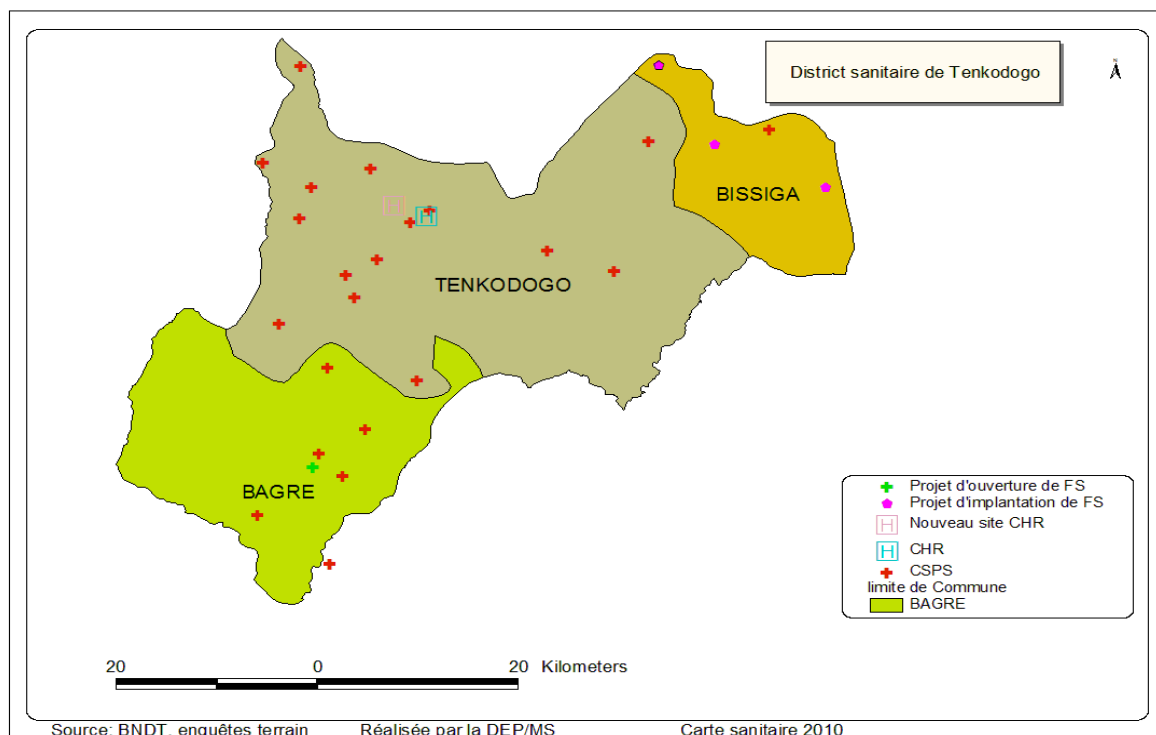 District sanitaire de Tenkodogo
N
BISSIGA
TENKODOGO
BAGRE
Projet d'ouverture de FS
Projet d'implantation de FS
H Nouveau site CHR
H CHR
CSPS
limite de Commune
BAGRE
H
H
20 0 20 Kilometers
Source: BNDT, enquêtes terrain Réalisée par la DEP/MS Carte sanitaire 2010